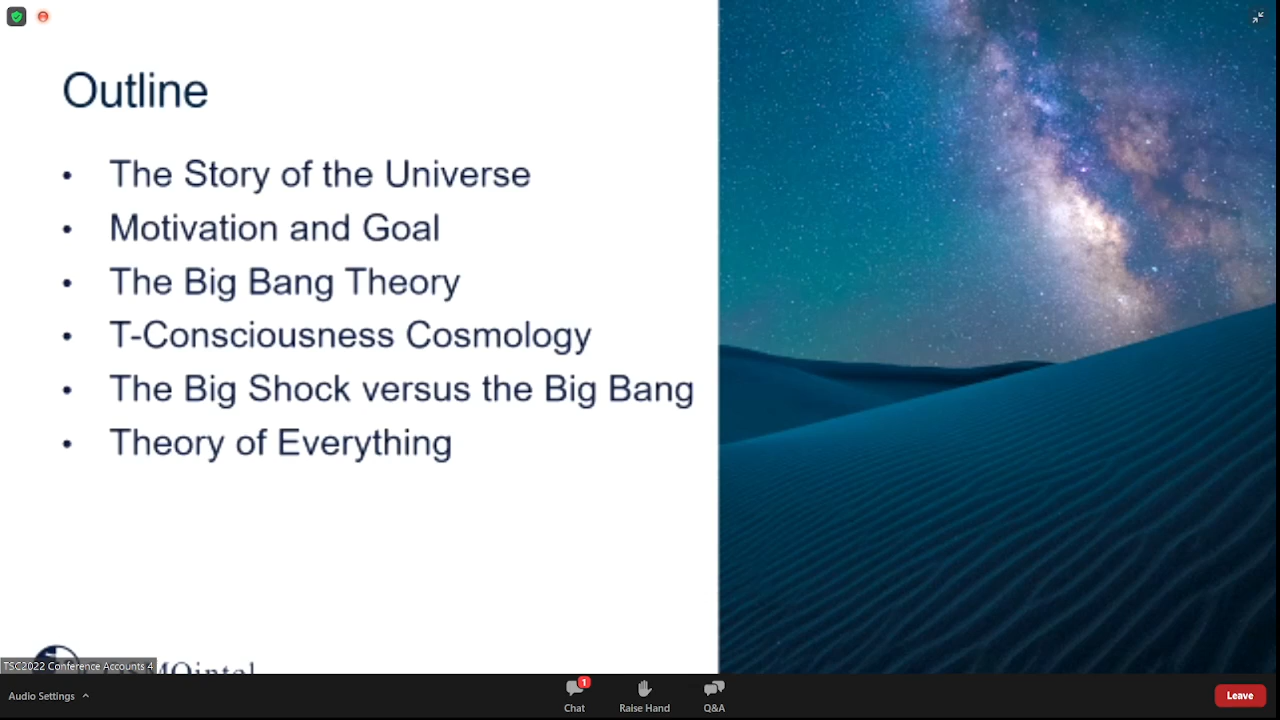 Outline
• The Story of the Universe
• Motivation and Goal
• The Big Bang Theory
• T-Consciousness Cosmology
• The Big Shock versus the Big Bang
• Theory of Everything
TSC2022 Conference Accounts 4
Audio Settings
1
Chat
Raise Hand
Q&A
Leave